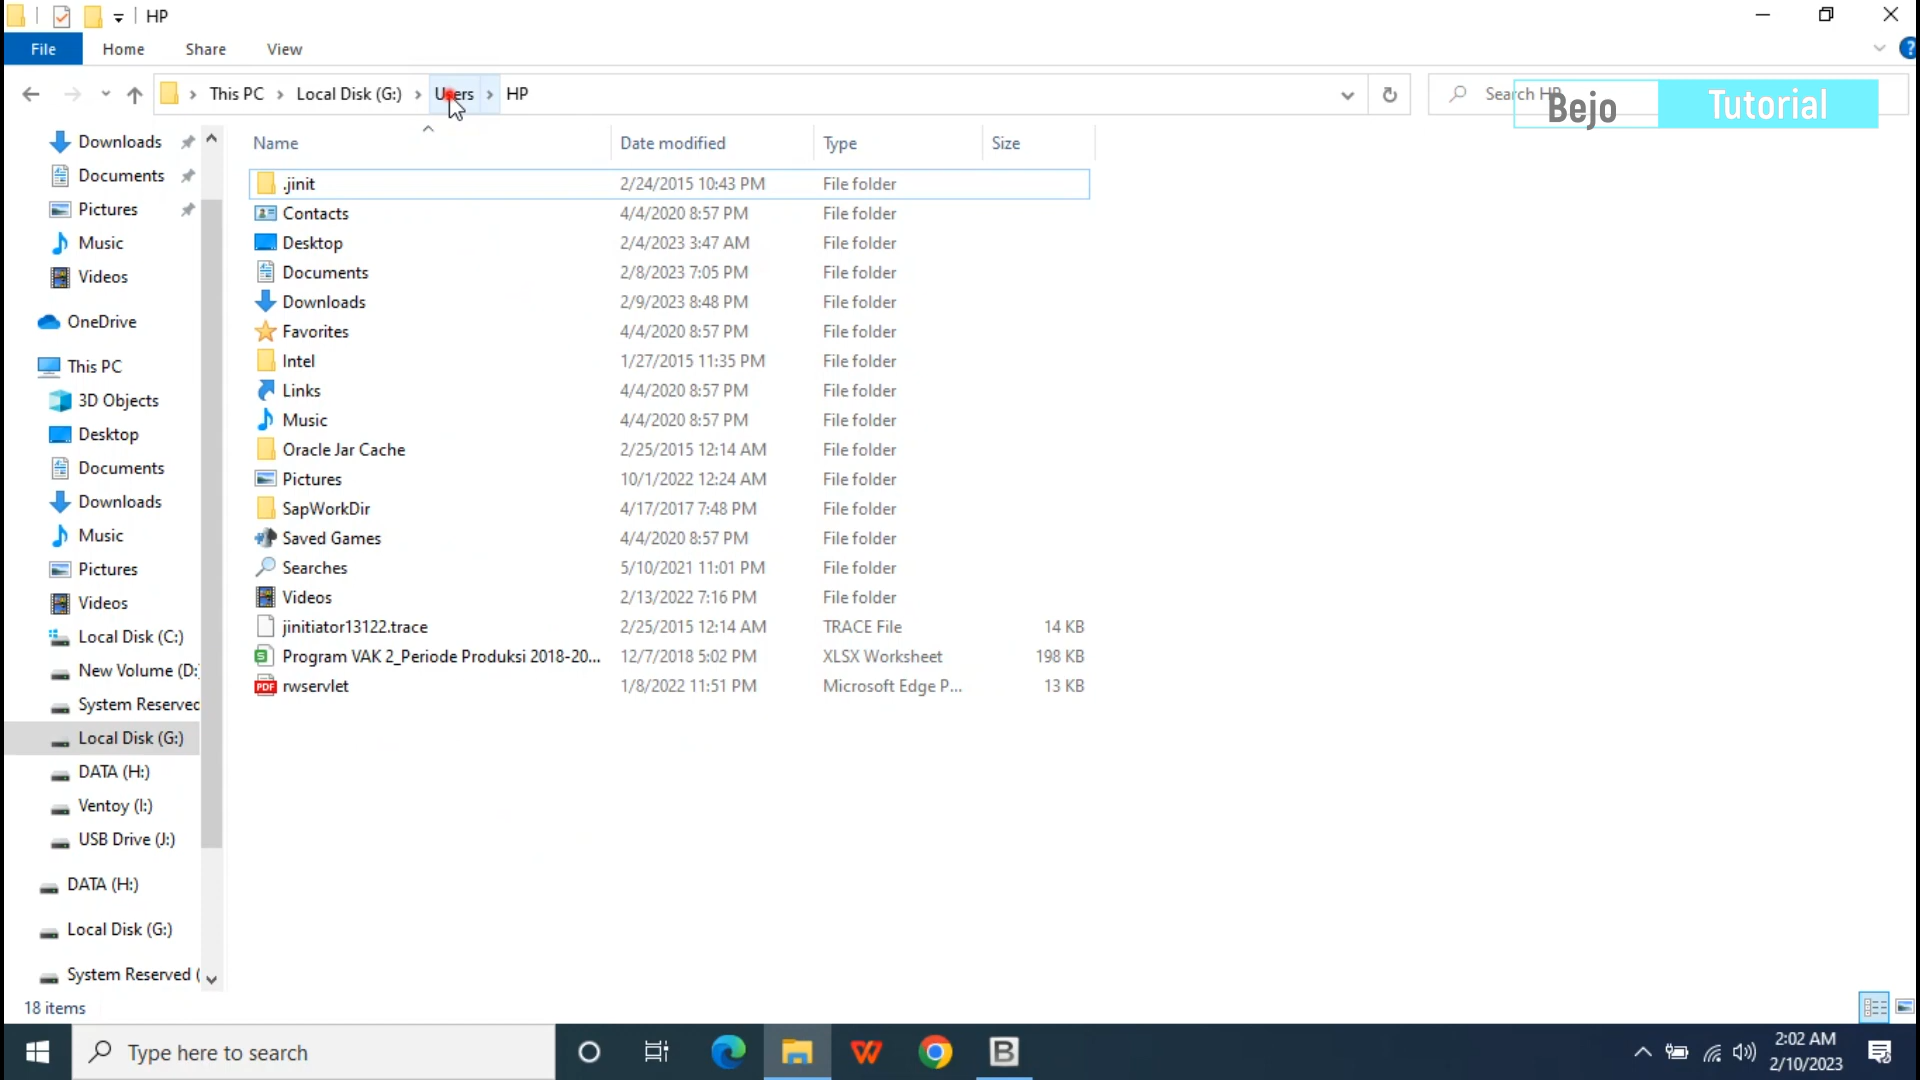 HP
File Home Share View
This PC Local Disk (G:) Users HP
Search HP
Bejo Tutorial
Downloads
Documents
Pictures
Music
Videos
OneDrive
This PC
3D Objects
Desktop
Documents
Downloads
Music
Pictures
Videos
Local Disk (C:)
New Volume (D:
System Reserved
Local Disk (G:)
DATA (H:)
Ventoy (I:)
USB Drive (J:)
DATA (H:)
Local Disk (G:)
System Reserved (
Name Date modified Type Size
.jinit 2/24/2015 10:43 PM File folder
Contacts 4/4/2020 8:57 PM File folder
Desktop 2/4/2023 3:47 AM File folder
Documents 2/8/2023 7:05 PM File folder
Downloads 2/9/2023 8:48 PM File folder
Favorites 4/4/2020 8:57 PM File folder
Intel 1/27/2015 11:35 PM File folder
Links 4/4/2020 8:57 PM File folder
Music 4/4/2020 8:57 PM File folder
Oracle Jar Cache 2/25/2015 12:14 AM File folder
Pictures 10/1/2022 12:24 AM File folder
SapWorkDir 4/17/2017 7:48 PM File folder
Saved Games 4/4/2020 8:57 PM File folder
Searches 5/10/2021 11:01 PM File folder
Videos 2/13/2022 7:16 PM File folder
jinitiator13122.trace 2/25/2015 12:14 AM TRACE File 14 KB
Program VAK 2_Periode Produksi 2018-20... 12/7/2018 5:02 PM XLSX Worksheet 198 KB
PDF rwservlet 1/8/2022 11:51 PM Microsoft Edge P... 13 KB
18 items
Type here to search
B
2:02 AM
2/10/2023